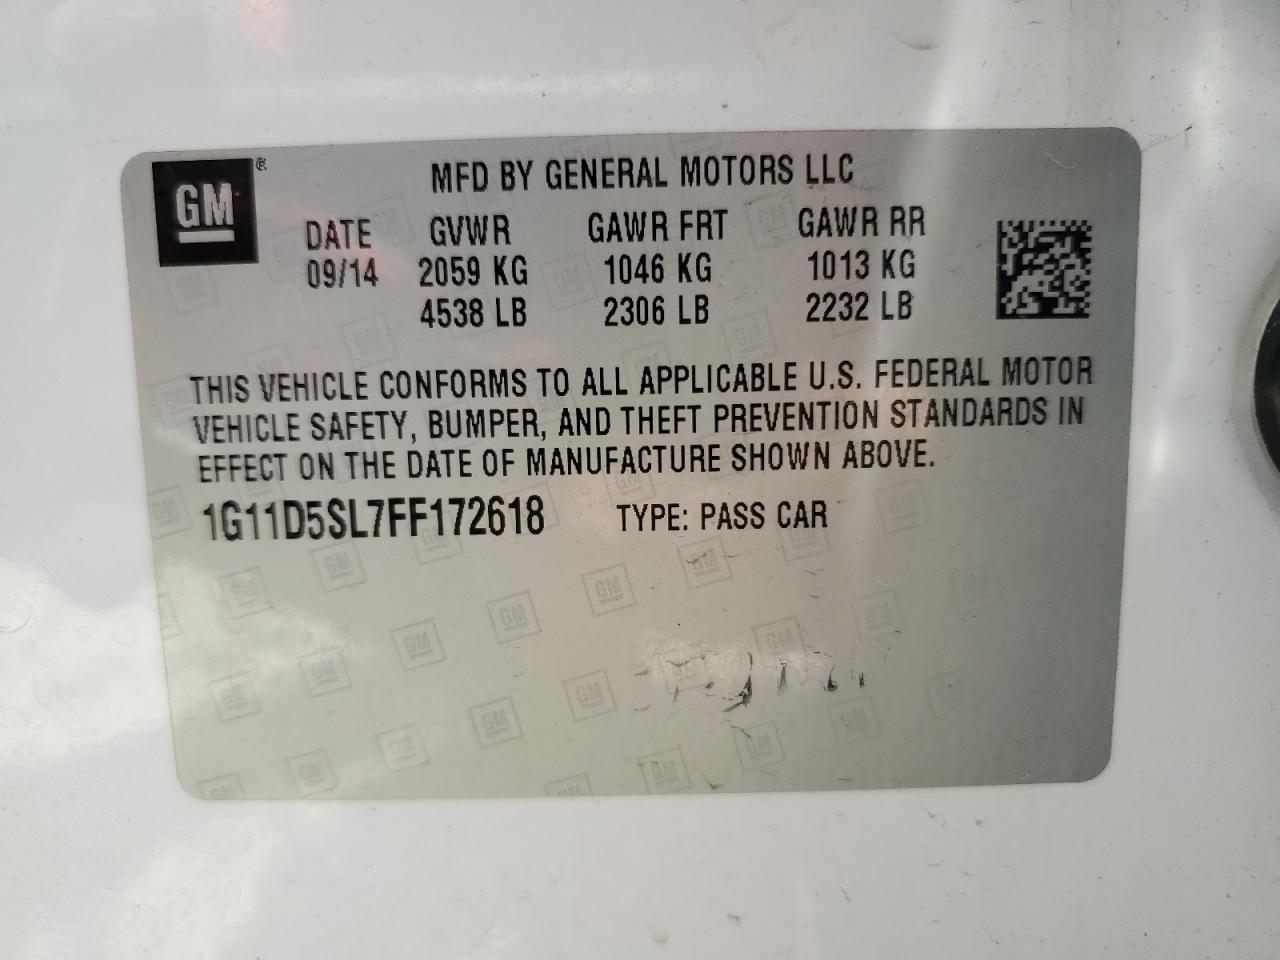 GM®
MFD BY GENERAL MOTORS LLC
DATE GVWR GAWR FRT GAWR RR
09/14 2059 KG 1046 KG 1013 KG
4538 LB 2306 LB 2232 LB
THIS VEHICLE CONFORMS TO ALL APPLICABLE U.S. FEDERAL MOTOR
VEHICLE SAFETY, BUMPER, AND THEFT PREVENTION STANDARDS IN
EFFECT ON THE DATE OF MANUFACTURE SHOWN ABOVE.
1G11D5SL7FF172618 TYPE: PASS CAR